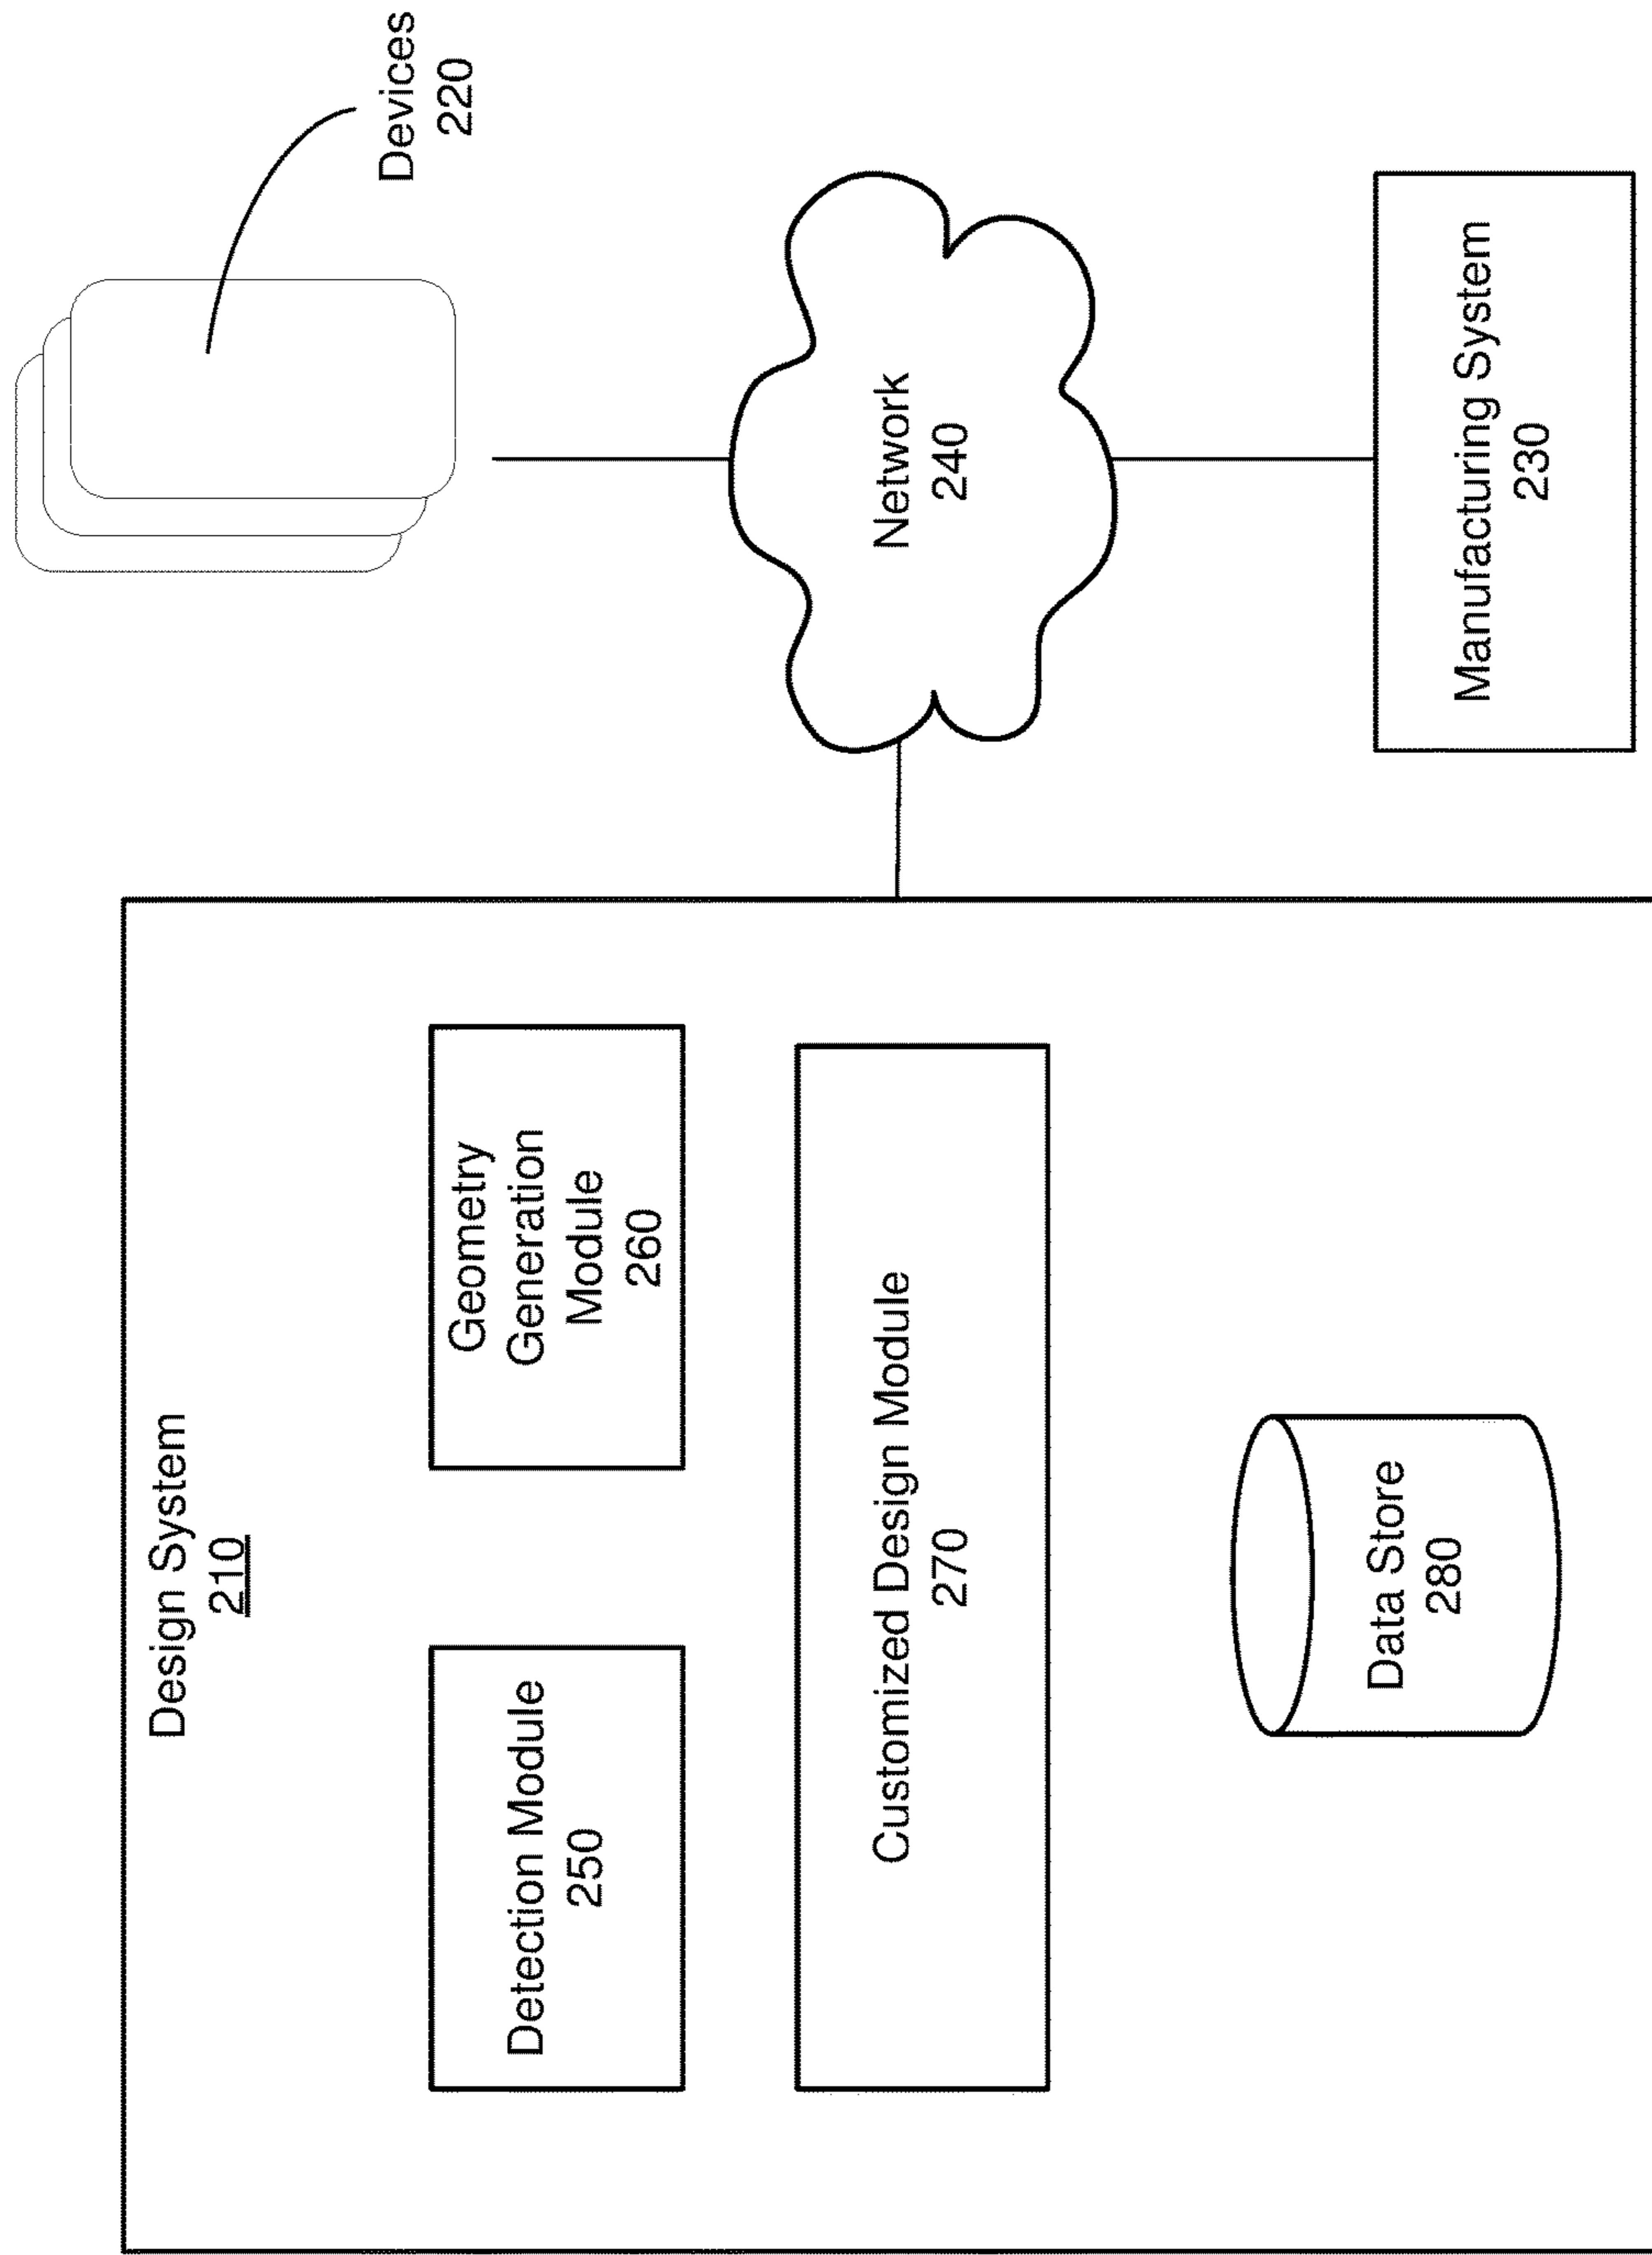 Design System
210
Detection Module
250
Geometry
Generation
Module
260
Customized Design Module
270
Data Store
280
Devices
220
Network
240
Manufacturing System
230